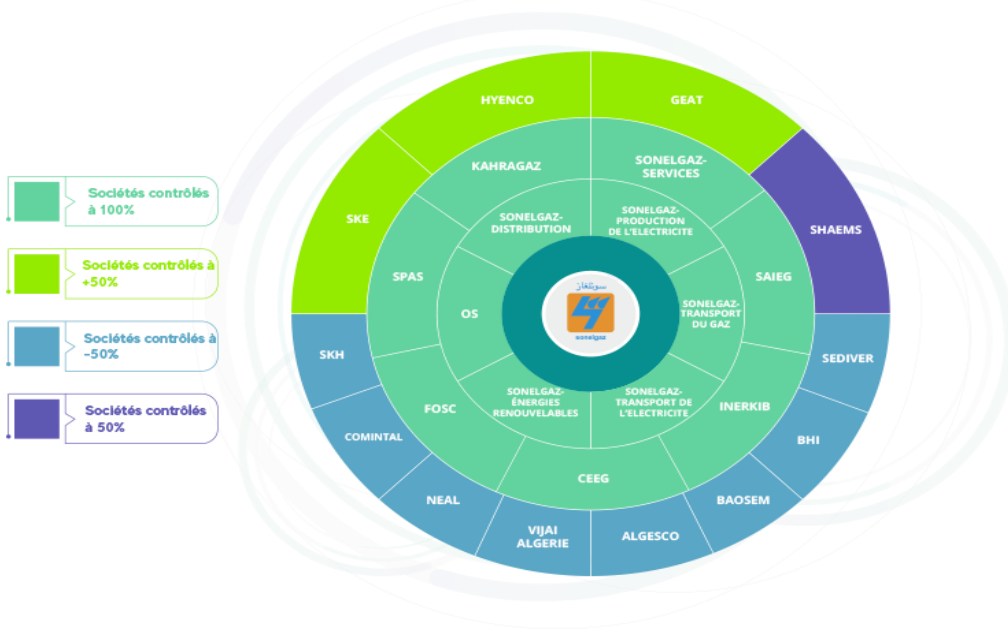 Sociétés contrôlés
à 100%
Sociétés contrôlés à
+50%
Sociétés contrôlés à
-50%
Sociétés contrôlés
à 50%
HYENCO
GEAT
SKE
SHAEMS
SKH
SEDIVER
COMINTAL
BHI
NEAL
BAOSEM
VIJAI
ALGERIE
ALGESCO
KAHRAGAZ
SONELGAZ-
SERVICES
SPAS
SAIEG
FOSC
INERKIB
CEEG
SONELGAZ-
DISTRIBUTION
SONELGAZ-
PRODUCTION
DE L'ELECTRICITE
OS
SONELGAZ-
TRANSPORT
DU GAZ
SONELGAZ-
ÉNERGIES
RENOUVELABLES
SONELGAZ-
TRANSPORT DE
L'ELECTRICITE
سونلغاز
sonelgaz